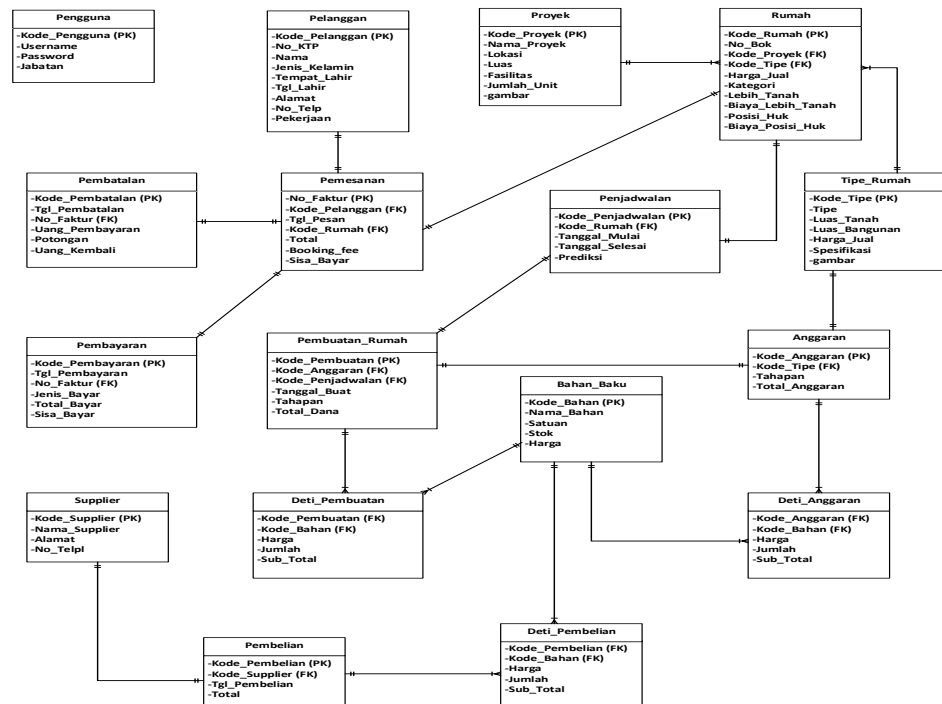 Pengguna
-Kode_Pengguna (PK)
-Username
-Password
-Jabatan
Pelanggan
-Kode_Pelanggan (PK)
-No_KTP
-Nama
-Jenis_Kelamin
-Tempat_Lahir
-Tgl_Lahir
-Alamat
-No_Telp
-Pekerjaan
Proyek
-Kode_Proyek (PK)
-Nama_Proyek
-Lokasi
-Luas
-Fasilitas
-Jumlah_Unit
-gambar
Rumah
-Kode_Rumah (PK)
-No_Bok
-Kode_Proyek (FK)
-Kode_Tipe (FK)
-Harga_Jual
-Kategori
-Lebih_Tanah
-Biaya_Lebih_Tanah
-Posisi_Huk
-Biaya_Posisi_Huk
Pembatalan
-Kode_Pembatalan (PK)
-Tgl_Pembatalan
-No_Faktur (FK)
-Uang_Pembayaran
-Potongan
-Uang_Kembali
Pemesanan
-No_Faktur (PK)
-Kode_Pelanggan (FK)
-Tgl_Pesan
-Kode_Rumah (FK)
-Total
-Booking_fee
-Sisa_Bayar
Penjadwalan
-Kode_Penjadwalan (PK)
-Kode_Rumah (FK)
-Tanggal_Mulai
-Tanggal_Selesai
-Prediksi
Tipe_Rumah
-Kode_Tipe (PK)
-Tipe
-Luas_Tanah
-Luas_Bangunan
-Harga_Jual
-Spesifikasi
-gambar
Pembayaran
-Kode_Pembayaran (PK)
-Tgl_Pembayaran
-No_Faktur (FK)
-Jenis_Bayar
-Total_Bayar
-Sisa_Bayar
Pembuatan_Rumah
-Kode_Pembuatan (PK)
-Kode_Anggaran (FK)
-Kode_Penjadwalan (FK)
-Tanggal_Buat
-Tahapan
-Total_Dana
Bahan_Baku
-Kode_Bahan (PK)
-Nama_Bahan
-Satuan
-Stok
-Harga
Anggaran
-Kode_Anggaran (PK)
-Kode_Tipe (FK)
-Tahapan
-Total_Anggaran
Supplier
-Kode_Supplier (PK)
-Nama_Supplier
-Alamat
-No_Telpl
Deti_Pembuatan
-Kode_Pembuatan (FK)
-Kode_Bahan (FK)
-Harga
-Jumlah
-Sub_Total
Deti_Anggaran
-Kode_Anggaran (FK)
-Kode_Bahan (FK)
-Harga
-Jumlah
-Sub_Total
Pembelian
-Kode_Pembelian (PK)
-Kode_Supplier (FK)
-Tgl_Pembelian
-Total
Deti_Pembelian
-Kode_Pembelian (FK)
-Kode_Bahan (FK)
-Harga
-Jumlah
-Sub_Total